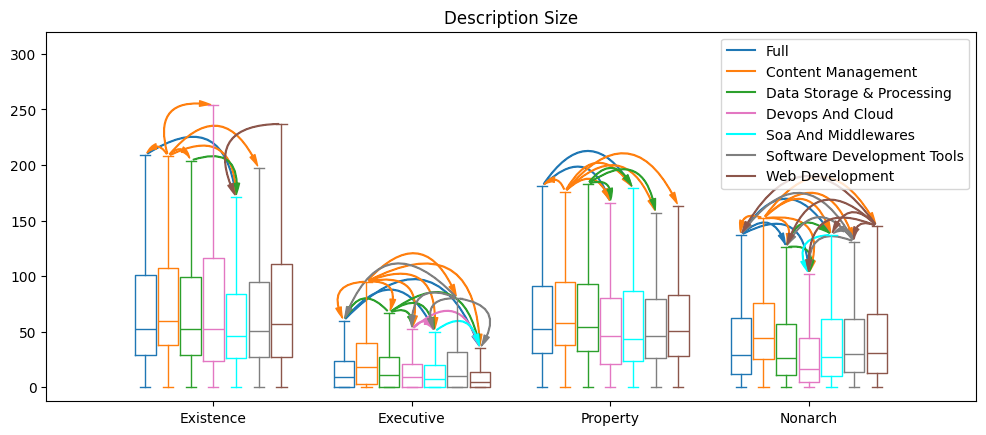 Description Size
300
250
200
150
100
50
0
Full
Content Management
Data Storage & Processing
Devops And Cloud
Soa And Middlewares
Software Development Tools
Web Development
Existence
Executive
Property
Nonarch